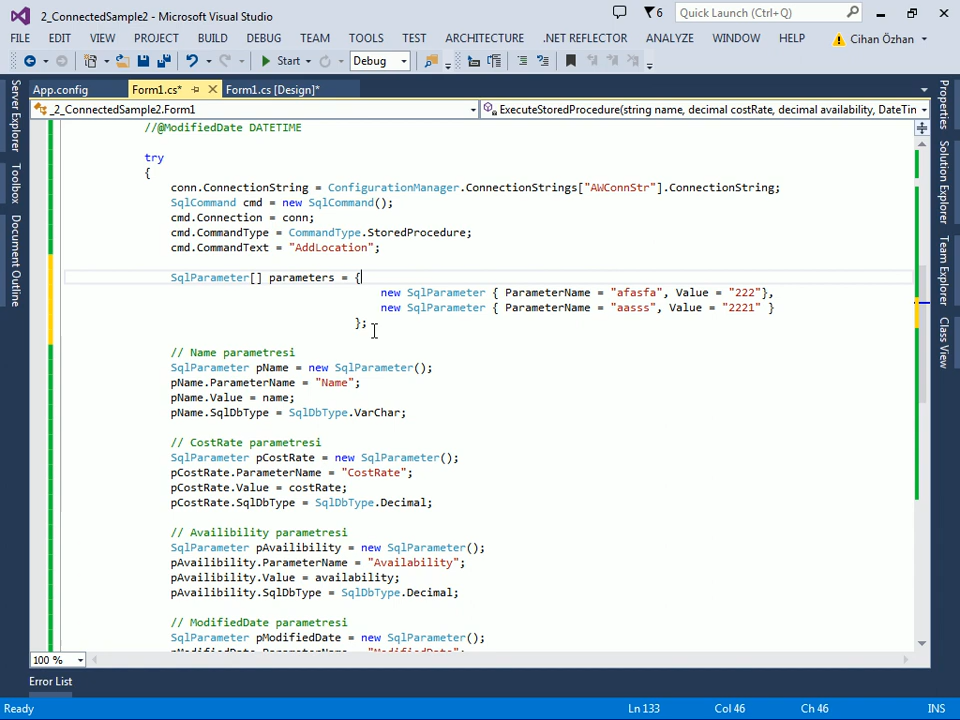 2_ConnectedSample2 - Microsoft Visual Studio
6
Quick Launch (Ctrl+Q)
FILE EDIT VIEW PROJECT BUILD DEBUG TEAM TOOLS TEST ARCHITECTURE .NET REFLECTOR ANALYZE WINDOW HELP Cihan Özhan
Start Debug
App.config Form1.cs* Form1.cs [Design]*
_2_ConnectedSample2.Form1 ExecuteStoredProcedure(string name, decimal costRate, decimal availability, DateTin
Server Explorer
Toolbox
Document Outline
//@ModifiedDate DATETIME
try
{
conn.ConnectionString = ConfigurationManager.ConnectionStrings["AWConnStr"].ConnectionString;
SqlCommand cmd = new SqlCommand();
cmd.Connection = conn;
cmd.CommandType = CommandType.StoredProcedure;
cmd.CommandText = "AddLocation";
SqlParameter[] parameters = {
new SqlParameter { ParameterName = "afasfa", Value = "222"},
new SqlParameter { ParameterName = "aasss", Value = "2221" }
};
// Name parametresi
SqlParameter pName = new SqlParameter();
pName.ParameterName = "Name";
pName.Value = name;
pName.SqlDbType = SqlDbType.VarChar;
// CostRate parametresi
SqlParameter pCostRate = new SqlParameter();
pCostRate.ParameterName = "CostRate";
pCostRate.Value = costRate;
pCostRate.SqlDbType = SqlDbType.Decimal;
// Availibility parametresi
SqlParameter pAvailibility = new SqlParameter();
pAvailibility.ParameterName = "Availability";
pAvailibility.Value = availability;
pAvailibility.SqlDbType = SqlDbType.Decimal;
// ModifiedDate parametresi
SqlParameter pModifiedDate = new SqlParameter();
pModifiedDate.ParameterName = "ModifiedDate";
Properties
Solution Explorer
Team Explorer
Class View
100 %
Error List
Ready Ln 133 Col 46 Ch 46 INS